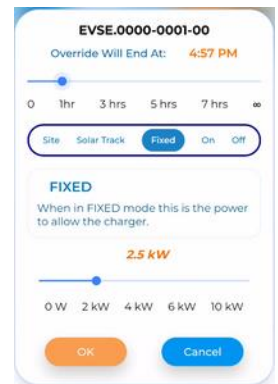 EVSE.0000-0001-00
Override Will End At: 4:57 PM
0 1hr 3 hrs 5 hrs 7 hrs ∞
Site Solar Track Fixed On Off
FIXED
When in FIXED mode this is the power
to allow the charger.
2.5 kW
0 W 2 kW 4 kW 6 kW 10 kW
OK Cancel